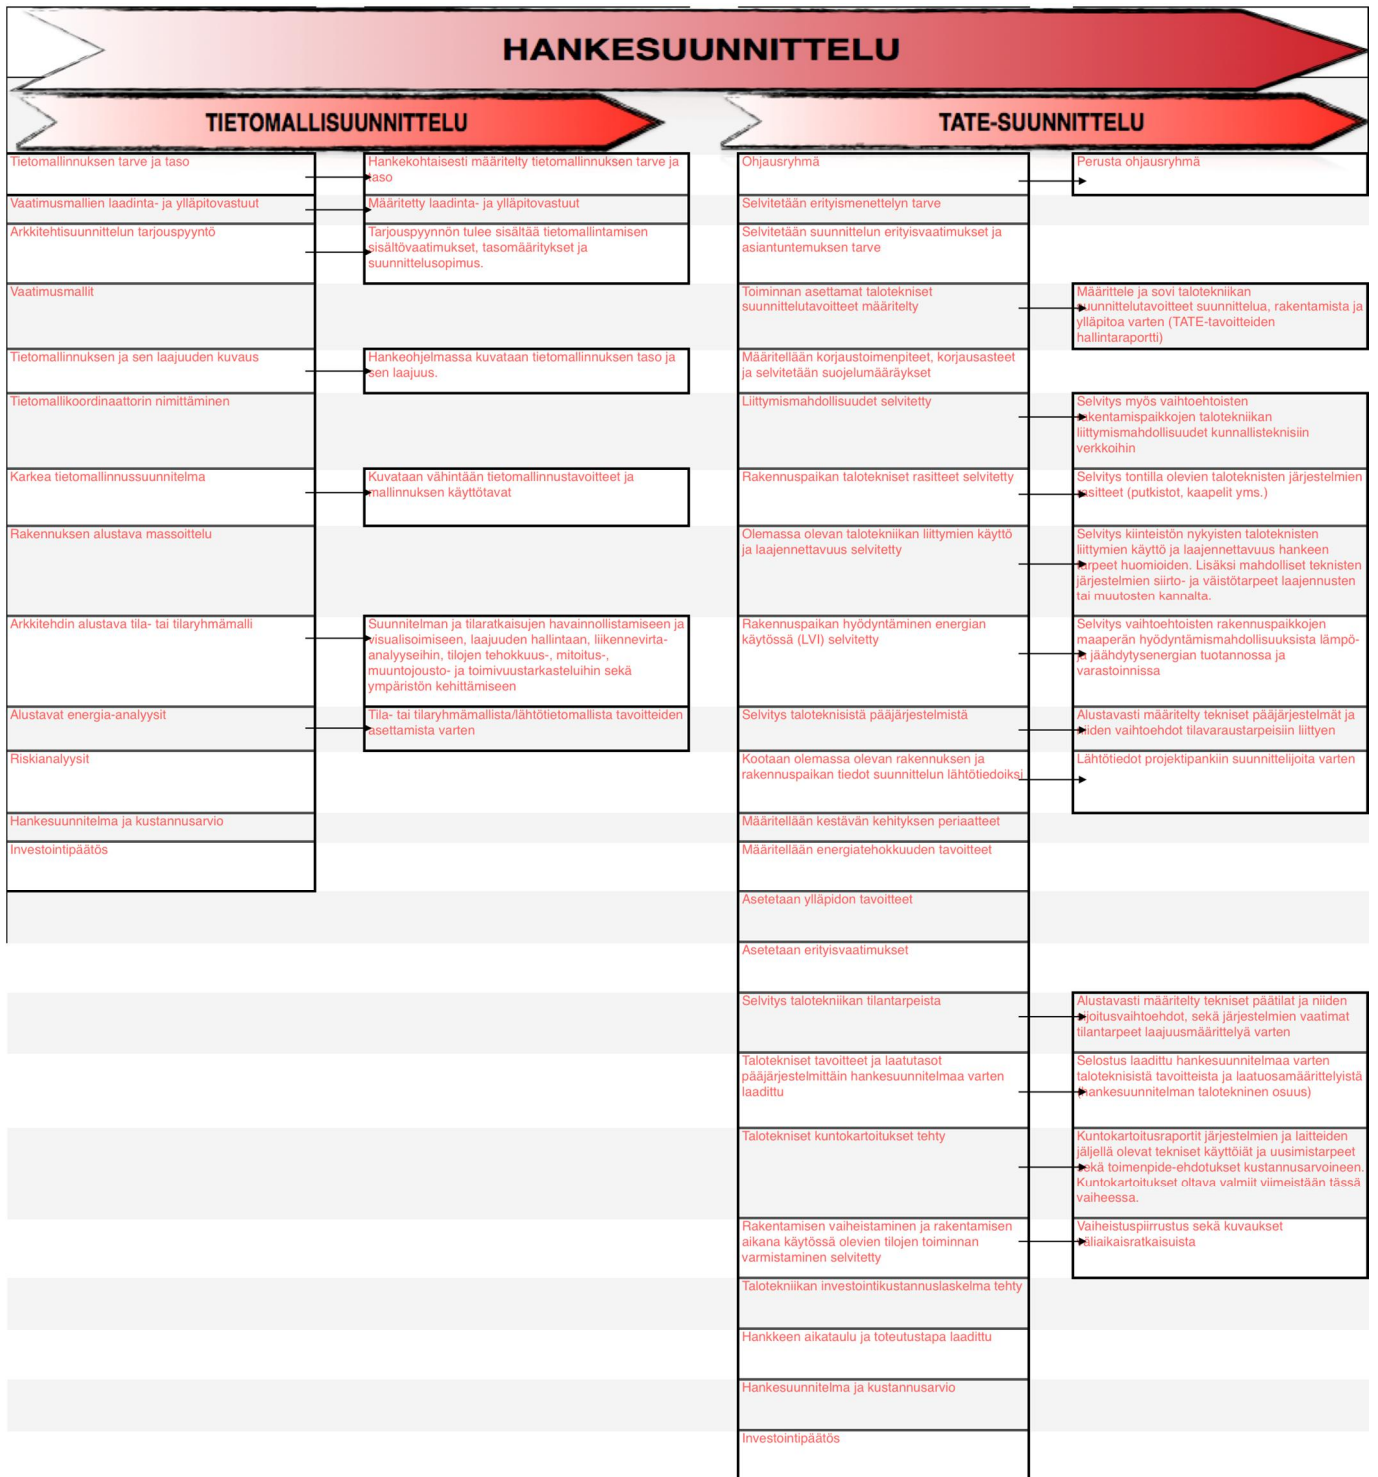 HANKESUUNNITTELU
TIETOMALLISUUNNITTELU
Tietomallinnuksen tarve ja taso
Hankekohtaisesti määritelty tietomallinnuksen tarve ja
taso
Vaatimusmallien laadinta- ja ylläpitovastuut
Määritetty laadinta- ja ylläpitovastuut
Arkkitehtisuunnittelun tarjouspyyntö
Tarjouspyynnön tulee sisältää tietomallintamisen
sisältövaatimukset, tasomääritykset ja
suunnittelusopimus.
Vaatimusmallit
Tietomallinnuksen ja sen laajuuden kuvaus
Hankeohjelmassa kuvataan tietomallinnuksen taso ja
sen laajuus.
Tietomallikoordinaattorin nimittäminen
Karkea tietomallinnussuunnitelma
Kuvataan vähintään tietomallinnustavoitteet ja
mallinnuksen käyttötavat
Rakennuksen alustava massoittelu
Arkkitehdin alustava tila- tai tilaryhmämalli
Suunnitelman ja tilaratkaisujen havainnollistamiseen ja
visualisoimiseen, laajuuden hallintaan, liikennevirta-
analyyseihin, tilojen tehokkuus-, mitoitus-,
muuntojousto- ja toimivuustarkasteluihin sekä
ympäristön kehittämiseen
Alustavat energia-analyysit
Tila- tai tilaryhmämallista/lähtötietomallista tavoitteiden
asettamista varten
Riskianalyysit
Hankesuunnitelma ja kustannusarvio
Investointipäätös
TATE-SUUNNITTELU
Ohjausryhmä
Perusta ohjausryhmä
Selvitetään erityismenettelyn tarve
Selvitetään suunnittelun erityisvaatimukset ja
asiantuntemuksen tarve
Toiminnan asettamat talotekniset
suunnittelutavoitteet määritelty
Määrittele ja sovi talotekniikan
suunnittelutavoitteet suunnittelua, rakentamista ja
ylläpitoa varten (TATE-tavoitteiden
hallintaraportti)
Määritellään korjaustoimenpiteet, korjausasteet
ja selvitetään suojelumääräykset
Liittymismahdollisuudet selvitetty
Selvitys myös vaihtoehtoisten
rakentamispaikkojen talotekniikan
liittymismahdollisuudet kunnallisteknisiin
verkkoihin
Rakennuspaikan talotekniset rasitteet selvitetty
Selvitys tontilla olevien taloteknisten järjestelmien
rasitteet (putkistot, kaapelit yms.)
Olemassa olevan talotekniikan liittymien käyttö
ja laajennettavuus selvitetty
Selvitys kiinteistön nykyisten taloteknisten
liittymien käyttö ja laajennettavuus hankeen
tarpeet huomioiden. Lisäksi mahdolliset teknisten
järjestelmien siirto- ja väistötarpeet laajennusten
tai muutosten kannalta.
Rakennuspaikan hyödyntäminen energian
käytössä (LVI) selvitetty
Selvitys vaihtoehtoisten rakennuspaikkojen
maaperän hyödyntämismahdollisuuksista lämpö-
ja jäähdytysenergian tuotannossa ja
varastoinnissa
Selvitys taloteknisistä pääjärjestelmistä
Alustavasti määritelty tekniset pääjärjestelmät ja
niiden vaihtoehdot tilavaraustarpeisiin liittyen
Kootaan olemassa olevan rakennuksen ja
rakennuspaikan tiedot suunnittelun lähtötiedoiksi
Lähtötiedot projektipankiin suunnittelijoita varten
Määritellään kestävän kehityksen periaatteet
Määritellään energiatehokkuuden tavoitteet
Asetetaan ylläpidon tavoitteet
Asetetaan erityisvaatimukset
Selvitys talotekniikan tilantarpeista
Alustavasti määritelty tekniset päätilat ja niiden
sijoitusvaihtoehdot, sekä järjestelmien vaatimat
tilantarpeet laajuusmäärittelyä varten
Talotekniset tavoitteet ja laatutasot
pääjärjestelmittäin hankesuunnitelmaa varten
laadittu
Selostus laadittu hankesuunnitelmaa varten
taloteknisistä tavoitteista ja laatuosamäärittelyistä
(hankesuunnitelman talotekninen osuus)
Talotekniset kuntokartoitukset tehty
Kuntokartoitusraportit järjestelmien ja laitteiden
jäljellä olevat tekniset käyttöiät ja uusimistarpeet
sekä toimenpide-ehdotukset kustannusarvoineen.
Kuntokartoitukset oltava valmiit viimeistään tässä
vaiheessa.
Rakentamisen vaiheistaminen ja rakentamisen
aikana käytössä olevien tilojen toiminnan
varmistaminen selvitetty
Vaiheistuspiirrustus sekä kuvaukset
väliaikaisratkaisuista
Talotekniikan investointikustannuslaskelma tehty
Hankkeen aikataulu ja toteutustapa laadittu
Hankesuunnitelma ja kustannusarvio
Investointipäätös